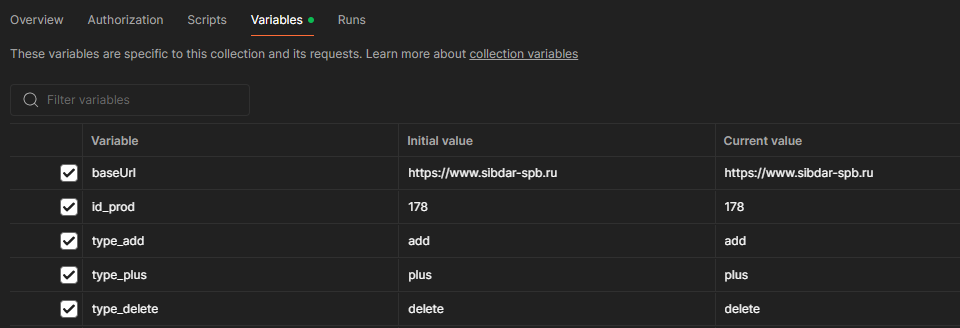 Overview Authorization Scripts Variables Runs
These variables are specific to this collection and its requests. Learn more about collection variables
Filter variables
Variable Initial value Current value
baseUrl https://www.sibdar-spb.ru https://www.sibdar-spb.ru
id_prod 178 178
type_add add add
type_plus plus plus
type_delete delete delete